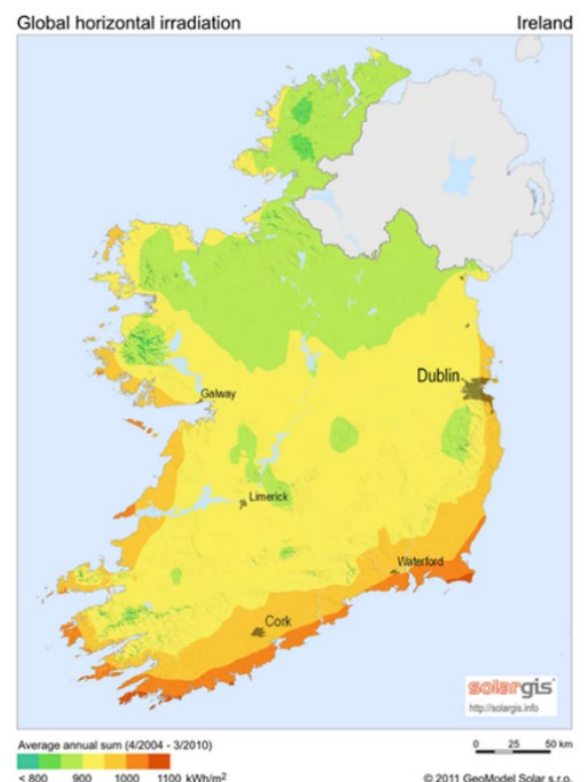 Global horizontal irradiation Ireland
Dublin
Galway
Limerick
Waterford
Cork
solargis
http://solargis.info
Average annual sum (4/2004 - 3/2010)
0 25 50 km
< 800 900 1000 1100 kWh/m²
© 2011 GeoModel Solar s.r.o.